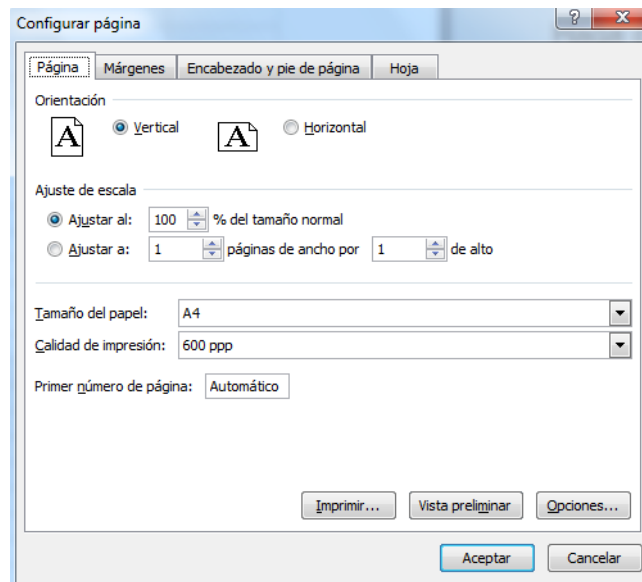 Configurar página
Página Márgenes Encabezado y pie de página Hoja
Orientación
A Vertical A Horizontal
Ajuste de escala
Ajustar al: 100 % del tamaño normal
Ajustar a: 1 páginas de ancho por 1 de alto
Tamaño del papel: A4
Calidad de impresión: 600 ppp
Primer número de página: Automático
Imprimir... Vista preliminar Opciones...
Aceptar Cancelar